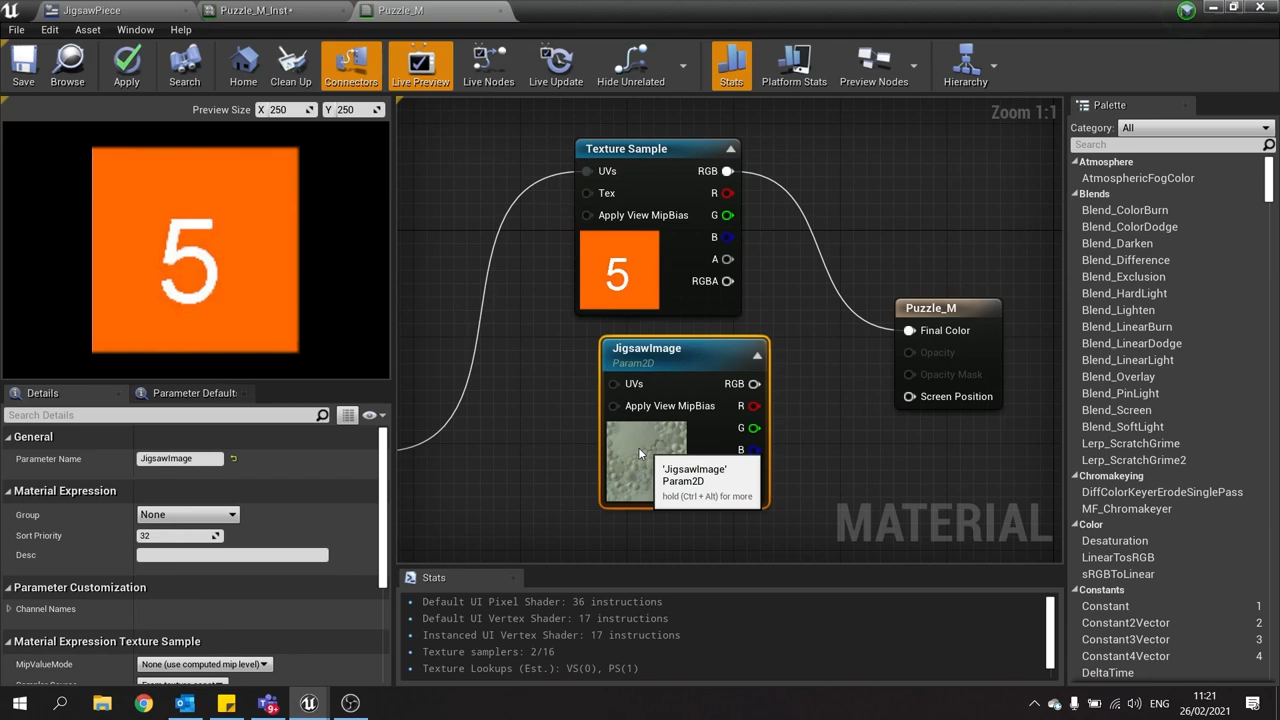 JigsawPiece
Puzzle_M_Inst*
Puzzle_M
File Edit Asset Window Help
Save Browse Apply Search Home Clean Up Connectors Live Preview Live Nodes Live Update Hide Unrelated Stats Platform Stats Preview Nodes Hierarchy
Preview Size X 250 Y 250
5
Details
Parameter Default:
Search Details
General
Parameter Name JigsawImage
Material Expression
Group None
Sort Priority 32
Desc
Parameter Customization
Channel Names
Material Expression Texture Sample
MipValueMode None (use computed mip level)
Zoom 1:1
Texture Sample
UVs RGB
Tex R
Apply View MipBias G
B
A
RGBA
5
JigsawImage
Param2D
UVs RGB
Apply View MipBias R
G
B
'JigsawImage'
Param2D
hold (Ctrl + Alt) for more
Puzzle_M
Final Color
Opacity
Opacity Mask
Screen Position
MATERIAL
Stats
• Default UI Pixel Shader: 36 instructions
• Default UI Vertex Shader: 17 instructions
• Instanced UI Vertex Shader: 17 instructions
• Texture samplers: 2/16
• Texture Lookups (Est.): VS(0), PS(1)
Palette
Category: All
Search
Atmosphere
AtmosphericFogColor
Blends
Blend_ColorBurn
Blend_ColorDodge
Blend_Darken
Blend_Difference
Blend_Exclusion
Blend_HardLight
Blend_Lighten
Blend_LinearBurn
Blend_LinearDodge
Blend_LinearLight
Blend_Overlay
Blend_PinLight
Blend_Screen
Blend_SoftLight
Lerp_ScratchGrime
Lerp_ScratchGrime2
Chromakeying
DiffColorKeyerErodeSinglePass
MF_Chromakeyer
Color
Desaturation
LinearTosRGB
sRGBToLinear
Constants
Constant 1
Constant2Vector 2
Constant3Vector 3
Constant4Vector 4
DeltaTime
9+
ENG
11:21
26/02/2021